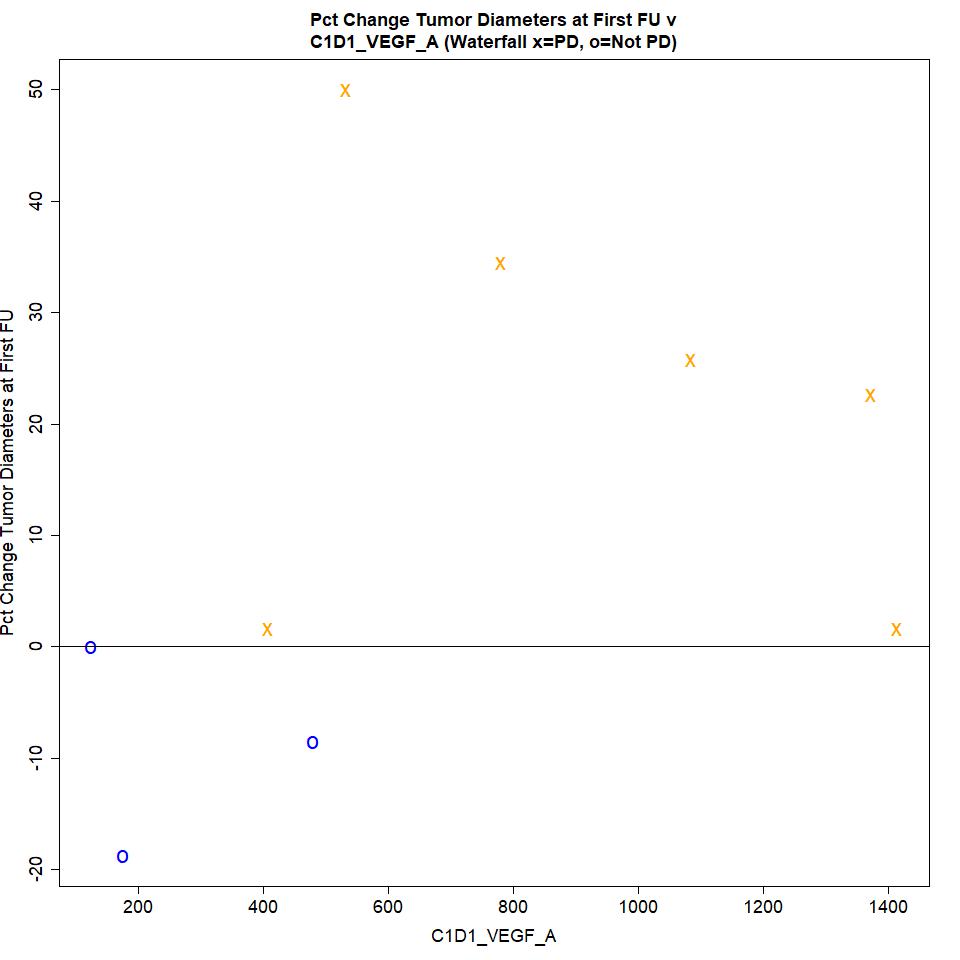 Pct Change Tumor Diameters at First FU v
C1D1_VEGF_A (Waterfall x=PD, o=Not PD)
Pct Change Tumor Diameters at First FU
50
40
30
20
10
0
-10
-20
X
X
X
X
X
X
O
O
O
200 400 600 800 1000 1200 1400
C1D1_VEGF_A